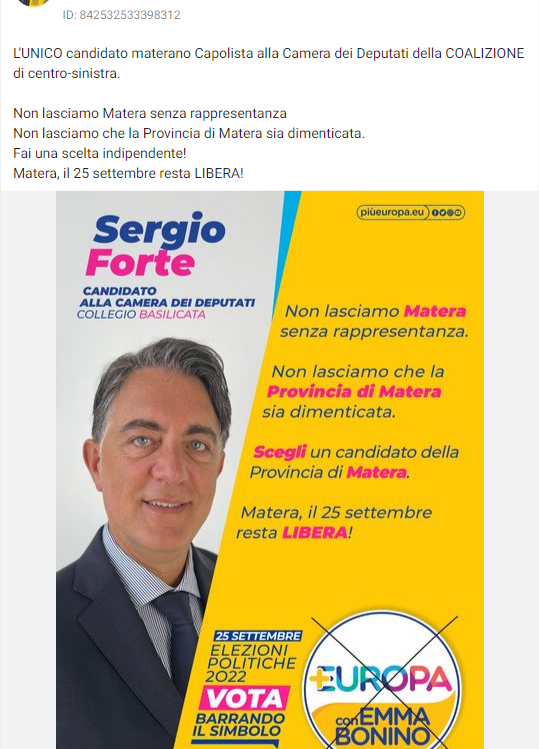 ID: 842532533398312
L'UNICO candidato materano Capolista alla Camera dei Deputati della COALIZIONE
di centro-sinistra.
Non lasciamo Matera senza rappresentanza
Non lasciamo che la Provincia di Matera sia dimenticata.
Fai una scelta indipendente!
Matera, il 25 settembre resta LIBERA!
Sergio
Forte
CANDIDATO
ALLA CAMERA DEI DEPUTATI
COLLEGIO BASILICATA
piùeuropa.eu
Non lasciamo Matera
senza rappresentanza.
Non lasciamo che la
Provincia di Matera
sia dimenticata.
Scegli un candidato della
Provincia di Matera.
Matera, il 25 settembre
resta LIBERA!
25 SETTEMBRE
ELEZIONI
POLITICHE
2022
VOTA
BARRANDO
IL SIMBOLO
+EUROPA
con EMMA
BONINO